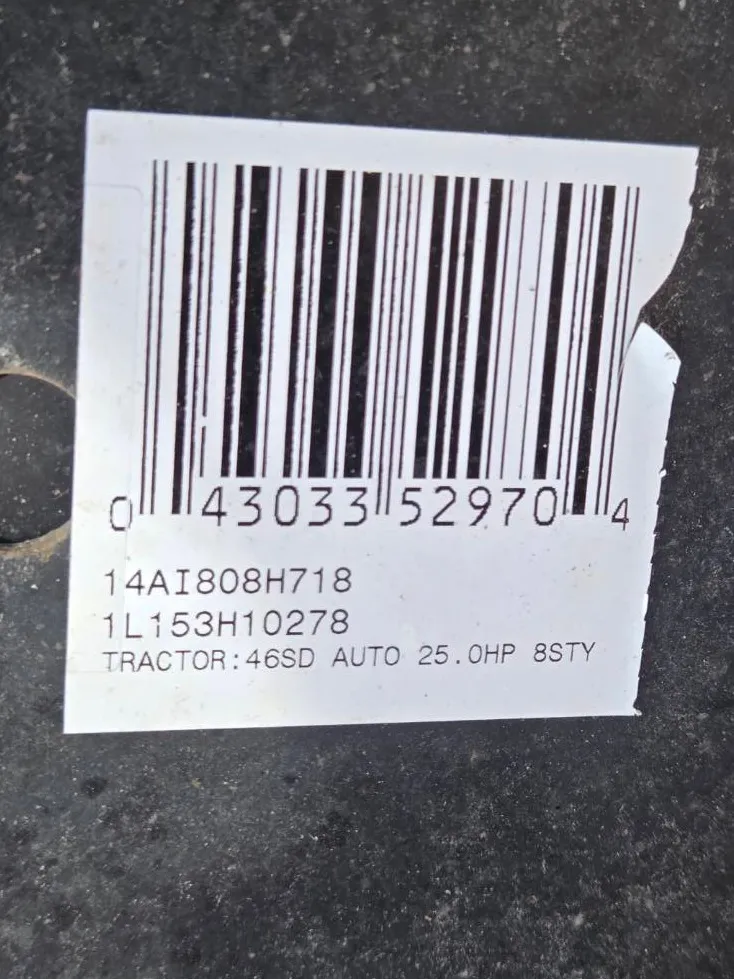 0 43033 52970 4
14AI808H718
1L153H10278
TRACTOR:46SD AUTO 25.0HP 8STY